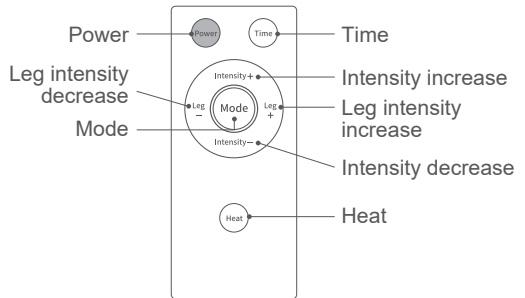 Power
Power
Time
Time
Leg intensity
decrease
Intensity+
Intensity increase
Leg
−
Mode
Leg
+
Leg intensity
increase
Mode
Intensity−
Intensity decrease
Heat
Heat